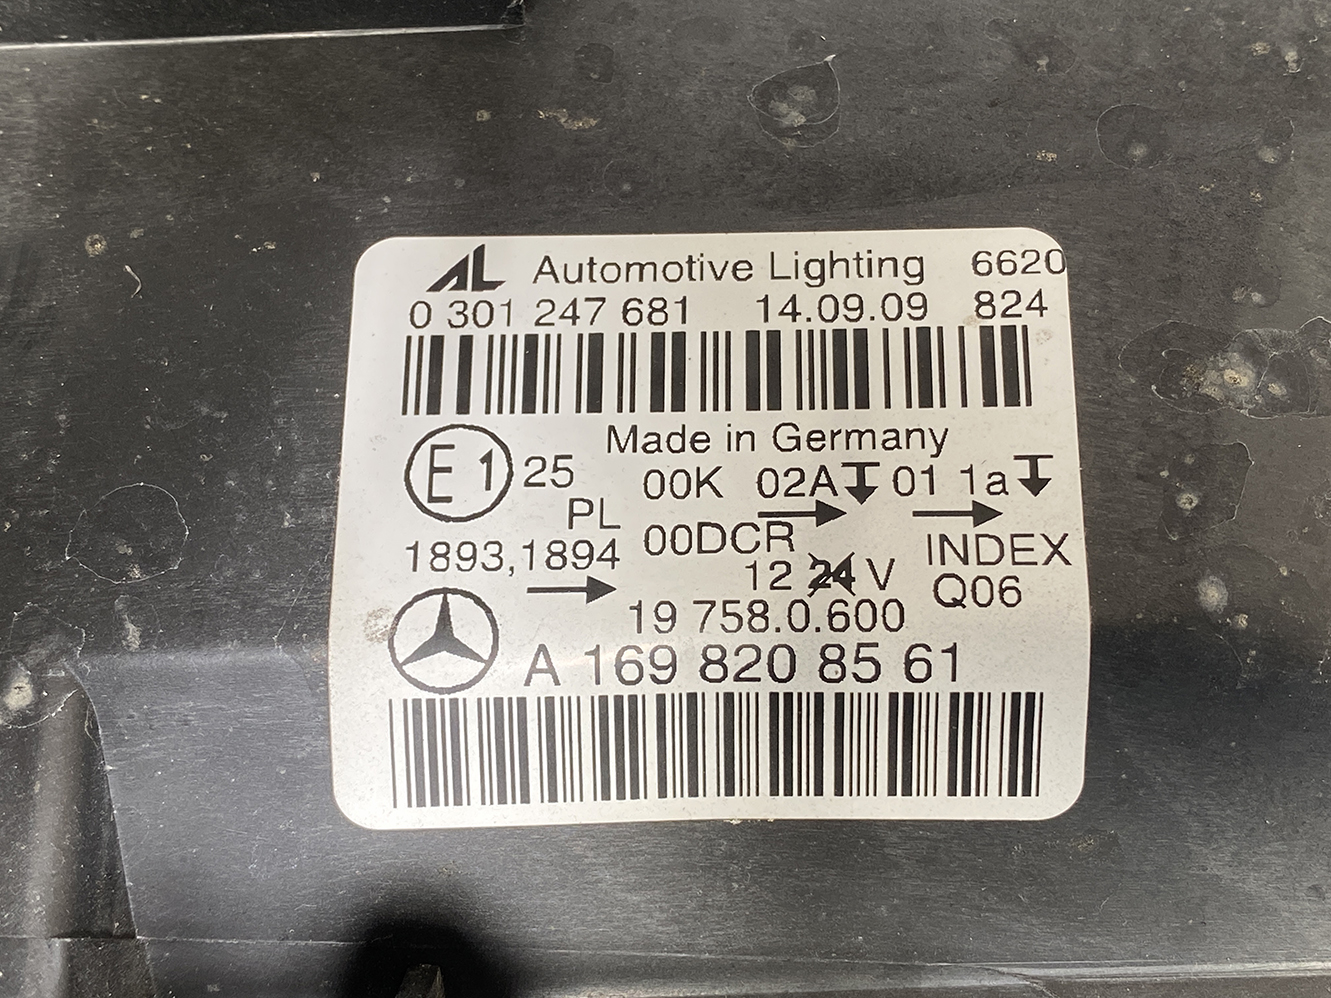 AL Automotive Lighting 6620
0 301 247 681 14.09.09 824
Made in Germany
E1 25 00K 02A 01 1a
PL 00DCR INDEX
1893,1894 12 24 V Q06
19 758.0.600
A 169 820 85 61